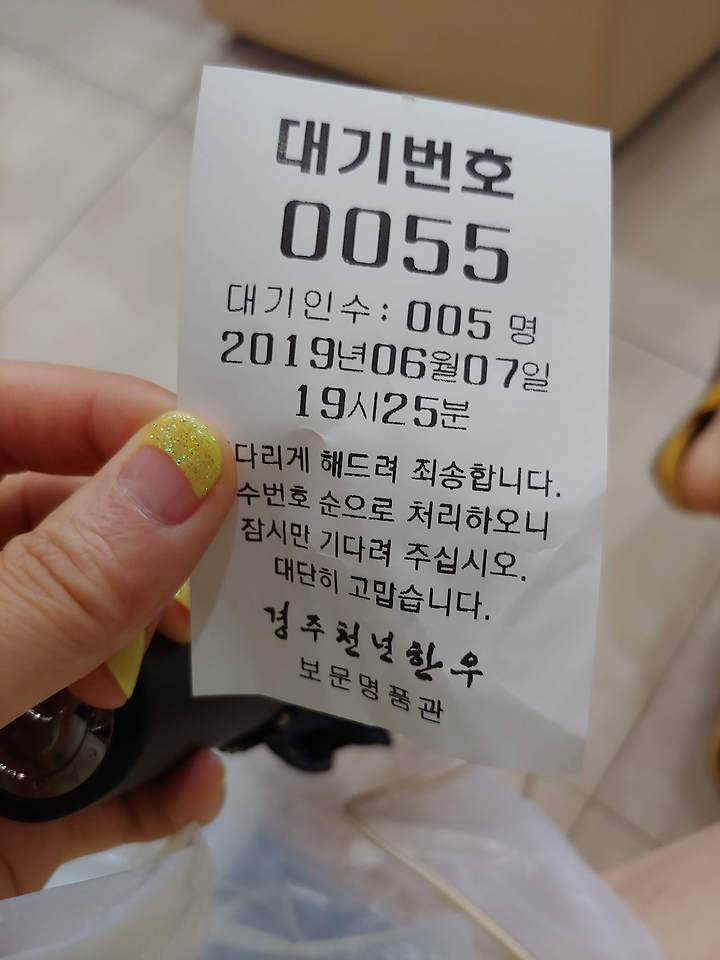 대기번호
0055
대기인수: 005 명
2019년06월07일
19시25분
다리게 해드려 죄송합니다.
수번호 순으로 처리하오니
잠시만 기다려 주십시오.
대단히 고맙습니다.
경주천년한우
보문명품관